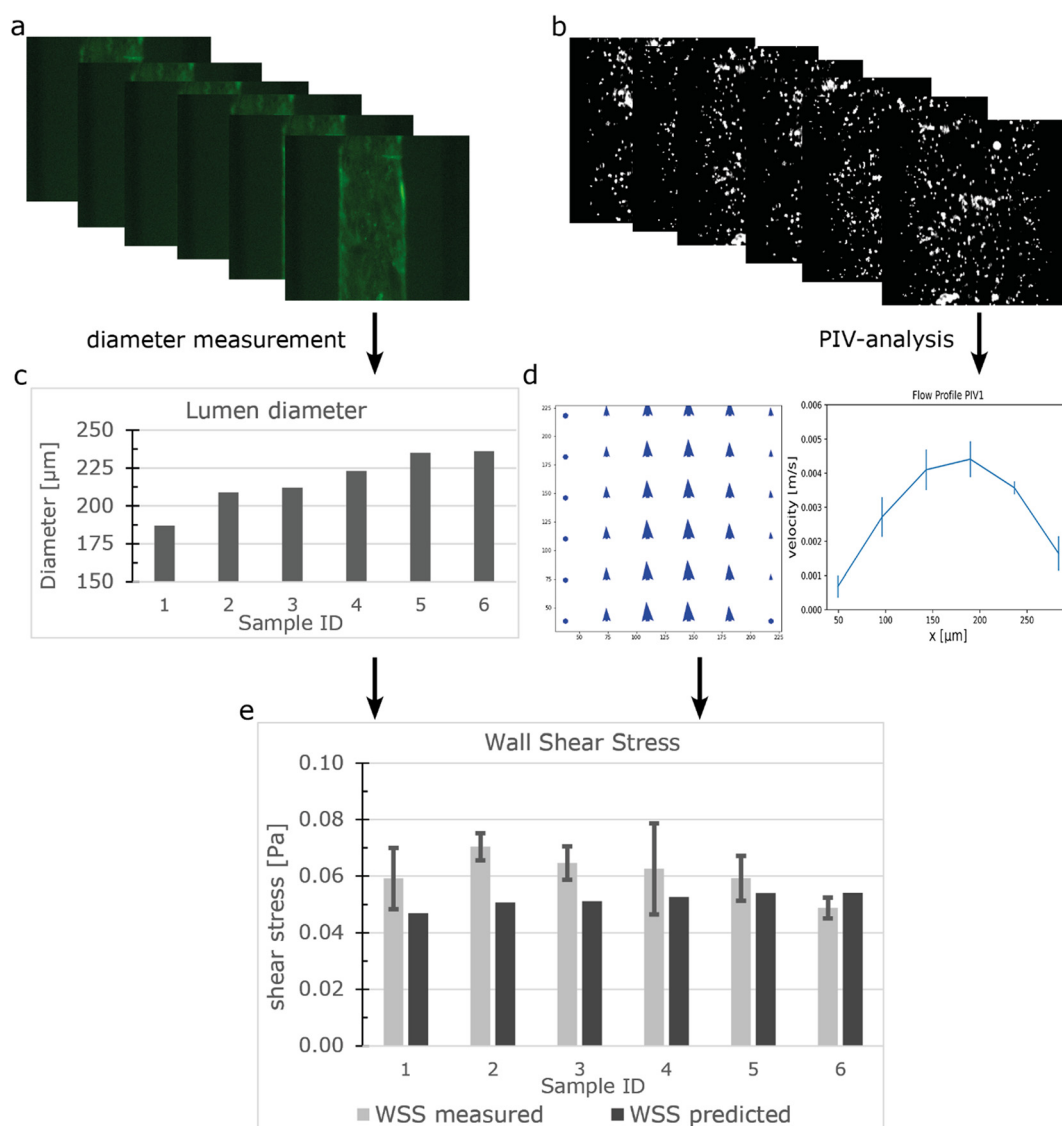 a
b
diameter measurement
PIV-analysis
c
Lumen diameter
Diameter [µm]
250
225
200
175
150
1 2 3 4 5 6
Sample ID
d
225
200
175
150
125
100
75
50
50 75 100 125 150 175 200 225
Flow Profile PIV1
velocity [m/s]
0.006
0.005
0.004
0.003
0.002
0.001
0.000
50 100 150 200 250
x [µm]
e
Wall Shear Stress
shear stress [Pa]
0.10
0.08
0.06
0.04
0.02
0.00
1 2 3 4 5 6
Sample ID
WSS measured WSS predicted